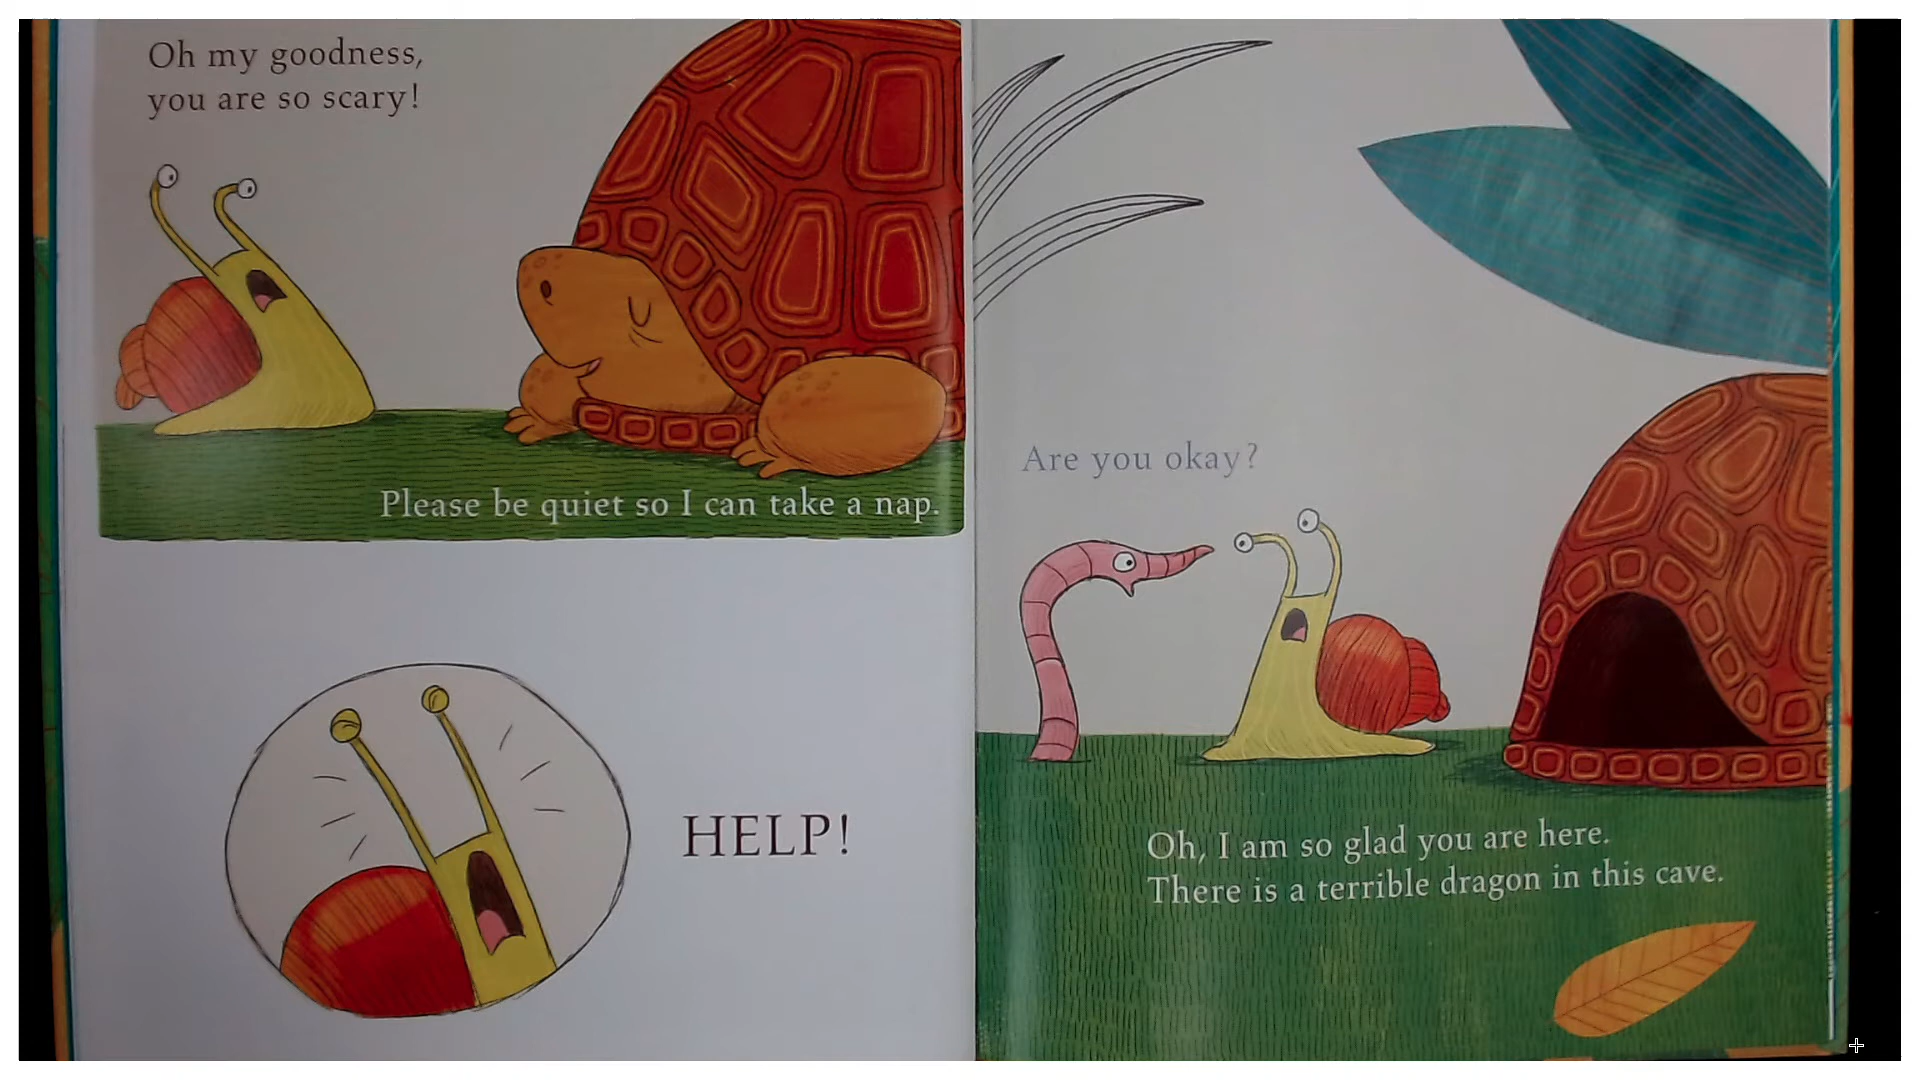 Oh my goodness,
you are so scary!
Please be quiet so I can take a nap.
HELP!
Are you okay?
Oh, I am so glad you are here.
There is a terrible dragon in this cave.